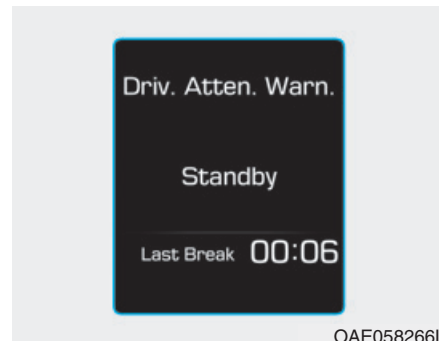 Driv. Atten. Warn.
Standby
Last Break 00:06
OAE058266L